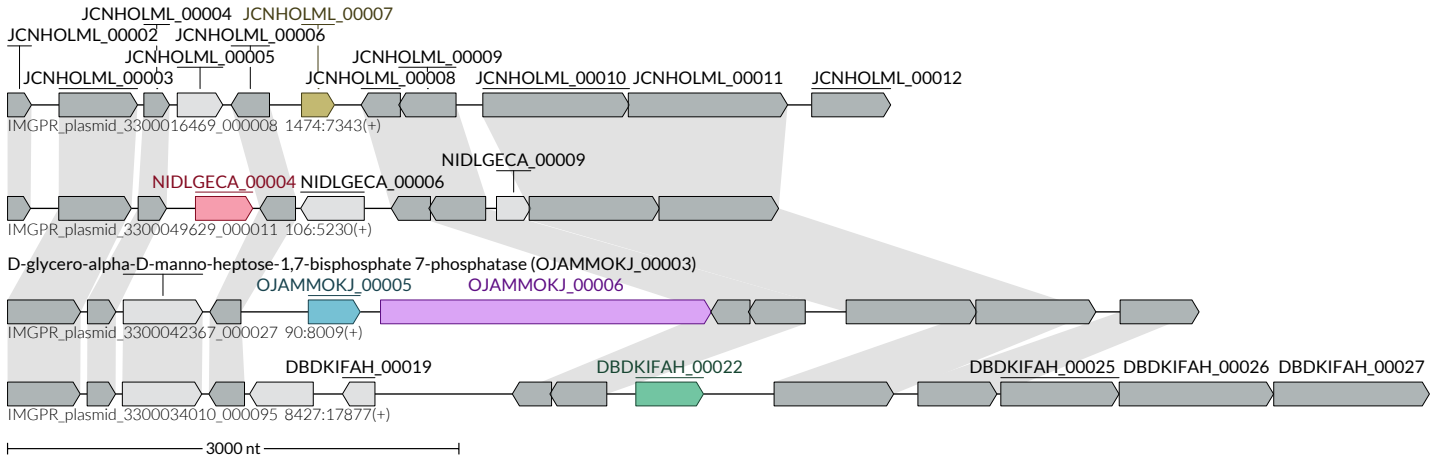 JCNHOLML_00004 JCNHOLML_00007
JCNHOLML_00002 JCNHOLML_00006
JCNHOLML_00005 JCNHOLML_00009
JCNHOLML_00003 JCNHOLML_00008 JCNHOLML_00010 JCNHOLML_00011 JCNHOLML_00012
IMGPR_plasmid_3300016469_000008 1474:7343(+)
NIDLGECA_00009
NIDLGECA_00004 NIDLGECA_00006
IMGPR_plasmid_3300049629_000011 106:5230(+)
D-glycero-alpha-D-manno-heptose-1,7-bisphosphate 7-phosphatase (OJAMMOKJ_00003)
OJAMMOKJ_00005 OJAMMOKJ_00006
IMGPR_plasmid_3300042367_000027 90:8009(+)
DBDKIFAH_00019 DBDKIFAH_00022 DBDKIFAH_00025 DBDKIFAH_00026 DBDKIFAH_00027
IMGPR_plasmid_3300034010_000095 8427:17877(+)
3000 nt